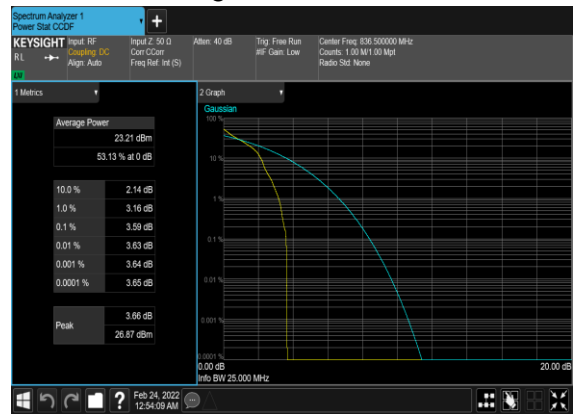 Spectrum Analyzer 1
Power Stat CCDF
KEYSIGHT
RL
LW
Input: RF
Coupling: DC
Align: Auto
Input Z: 50 Ω
Corr CCorr
Freq Ref: Int (S)
Atten: 40 dB
Trig: Free Run
#IF Gain: Low
Center Freq: 836.500000 MHz
Counts: 1.00 M/1.00 Mpt
Radio Std: None
1 Metrics
Average Power
23.21 dBm
53.13 % at 0 dB
10.0 % 2.14 dB
1.0 % 3.16 dB
0.1 % 3.59 dB
0.01 % 3.63 dB
0.001 % 3.64 dB
0.0001 % 3.65 dB
Peak
3.66 dB
26.87 dBm
2 Graph
Gaussian
100 %
10 %
1 %
0.1 %
0.01 %
0.001 %
0.0001 %
0.00 dB 20.00 dB
Info BW 25.000 MHz
?
Feb 24, 2022
12:54:09 AM